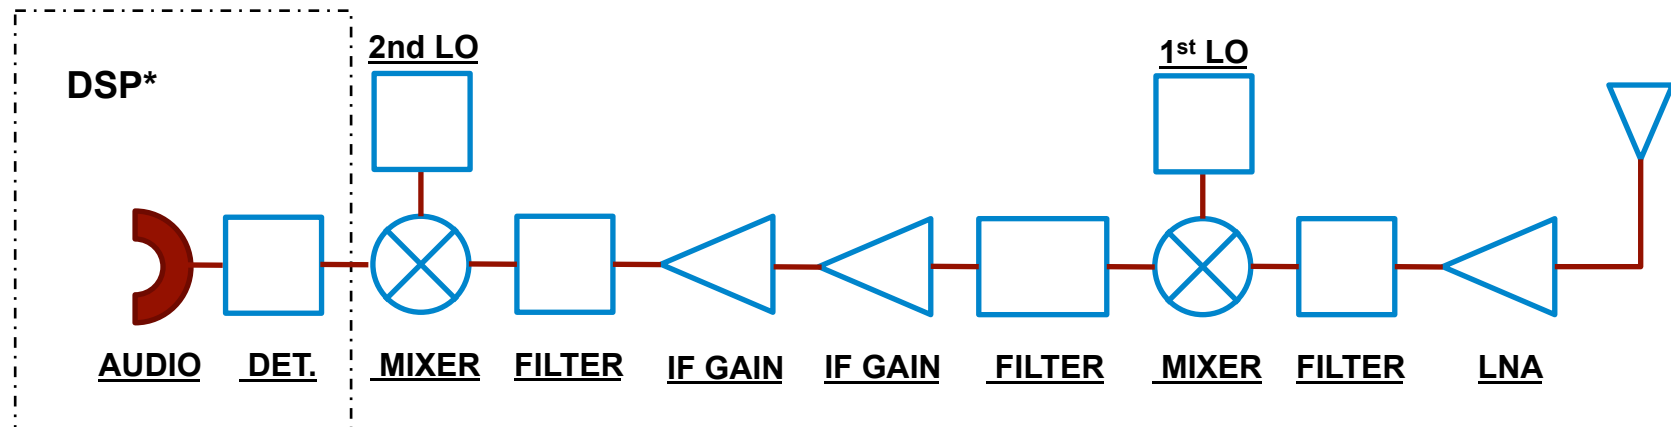 2nd LO
1st LO
DSP*
AUDIO DET. MIXER FILTER IF GAIN IF GAIN FILTER MIXER FILTER LNA